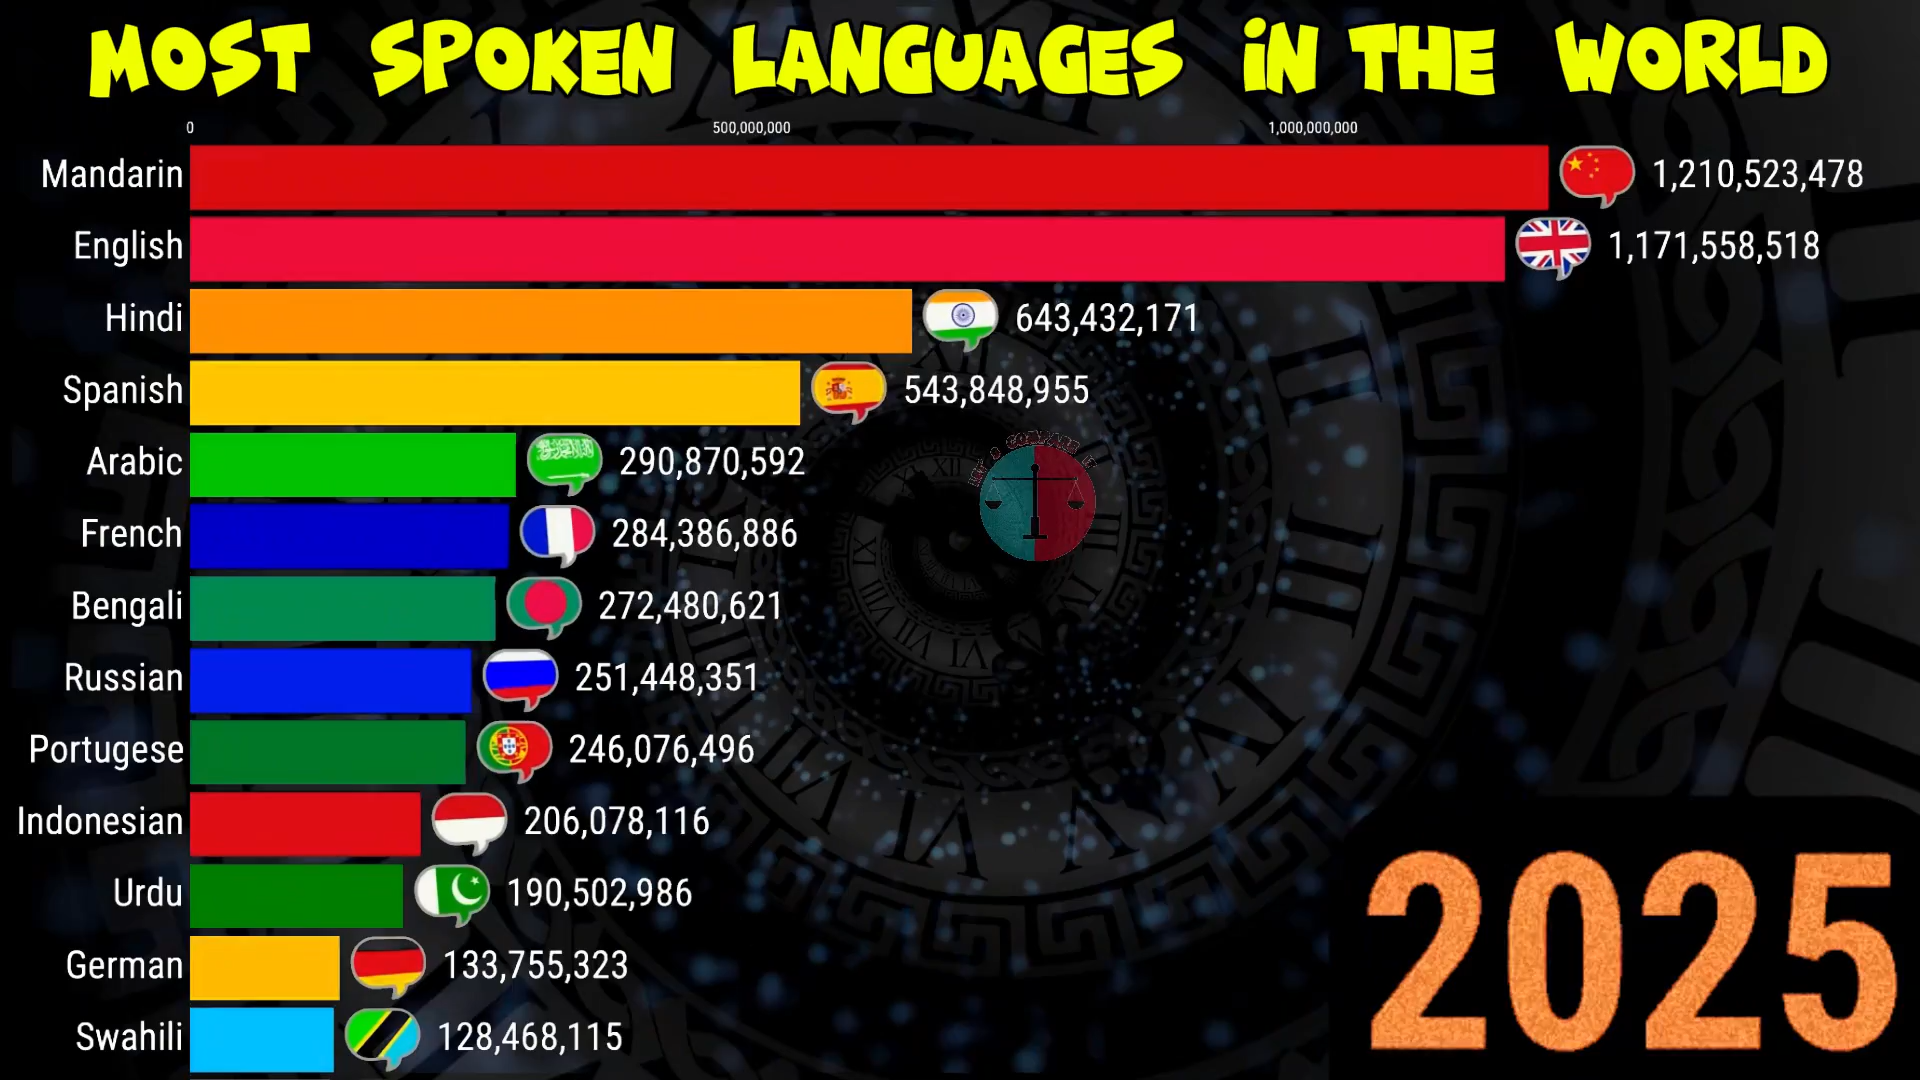 MOST SPOKEN LANGUAGES iN THE WORLD
0 500,000,000 1,000,000,000
Mandarin 1,210,523,478
English 1,171,558,518
Hindi 643,432,171
Spanish 543,848,955
Arabic 290,870,592
French 284,386,886
Bengali 272,480,621
Russian 251,448,351
Portugese 246,076,496
Indonesian 206,078,116
Urdu 190,502,986
German 133,755,323
Swahili 128,468,115
COMPARE IT
2025